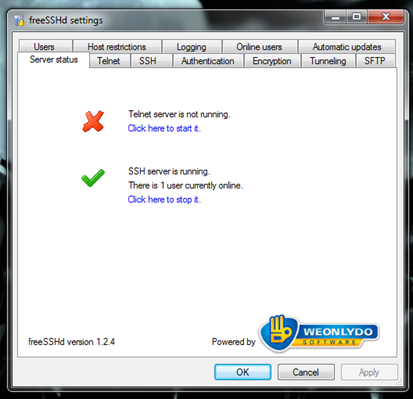 freeSSHd settings
Users Host restrictions Logging Online users Automatic updates
Server status Telnet SSH Authentication Encryption Tunneling SFTP
Telnet server is not running.
Click here to start it.
SSH server is running.
There is 1 user currently online.
Click here to stop it.
freeSSHd version 1.2.4 Powered by WEONLYDO
SOFTWARE
OK Cancel Apply